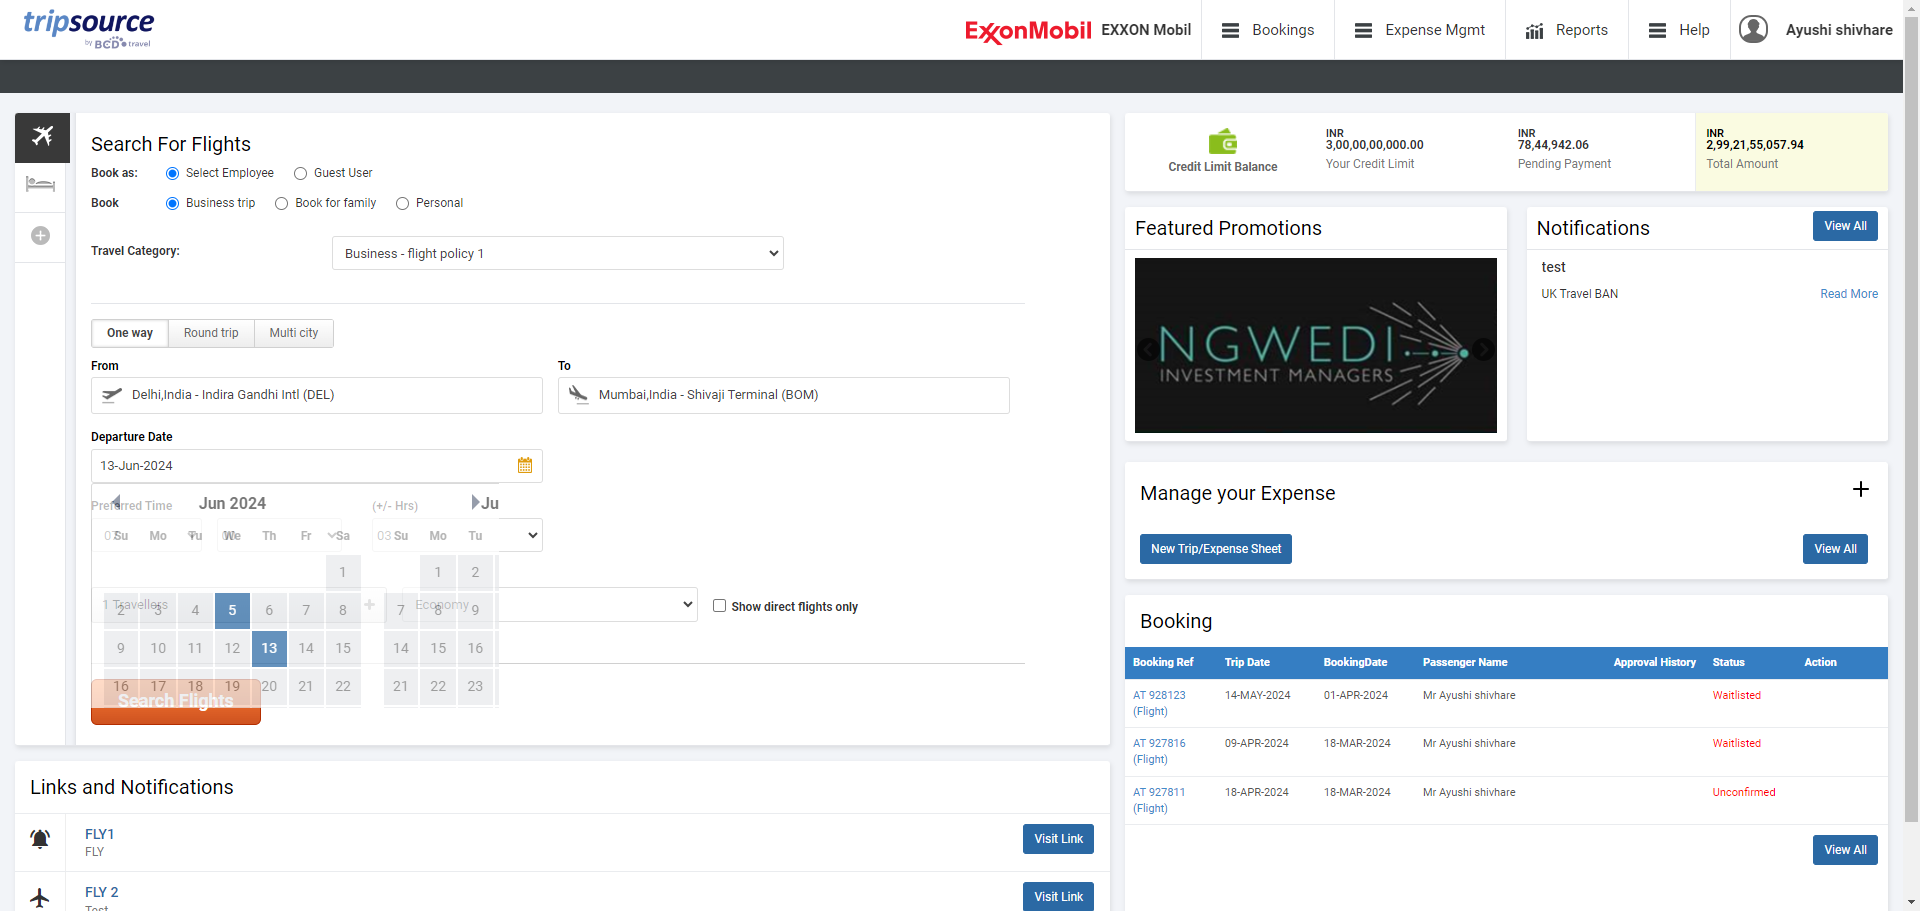 tripsource
by BCD travel
ExxonMobil EXXON Mobil
Bookings
Expense Mgmt
Reports
Help
Ayushi shivhare
Search For Flights
Book as: Select Employee Guest User
Book Business trip Book for family Personal
Travel Category: Business - flight policy 1
One way Round trip Multi city
From To
Delhi,India - Indira Gandhi Intl (DEL) Mumbai,India - Shivaji Terminal (BOM)
Departure Date
13-Jun-2024
Preferred Time Jun 2024 (+/- Hrs) Ju
07 Su Mo Tu We Th Fr Sa 03 Su Mo Tu
1 1 2
1 Travellers Economy
2 3 4 5 6 7 8 7 8 9
Show direct flights only
9 10 11 12 13 14 15 14 15 16
16 17 18 19 20 21 22 21 22 23
Search Flights
Links and Notifications
FLY1
FLY
Visit Link
FLY 2
Test
Visit Link
Credit Limit Balance
INR
3,00,00,00,000.00
Your Credit Limit
INR
78,44,942.06
Pending Payment
INR
2,99,21,55,057.94
Total Amount
Featured Promotions
NGWEDI
INVESTMENT MANAGERS
Notifications View All
test
UK Travel BAN Read More
Manage your Expense
New Trip/Expense Sheet View All
Booking
Booking Ref Trip Date BookingDate Passenger Name Approval History Status Action
AT 928123 14-MAY-2024 01-APR-2024 Mr Ayushi shivhare Waitlisted
(Flight)
AT 927816 09-APR-2024 18-MAR-2024 Mr Ayushi shivhare Waitlisted
(Flight)
AT 927811 18-APR-2024 18-MAR-2024 Mr Ayushi shivhare Unconfirmed
(Flight)
View All